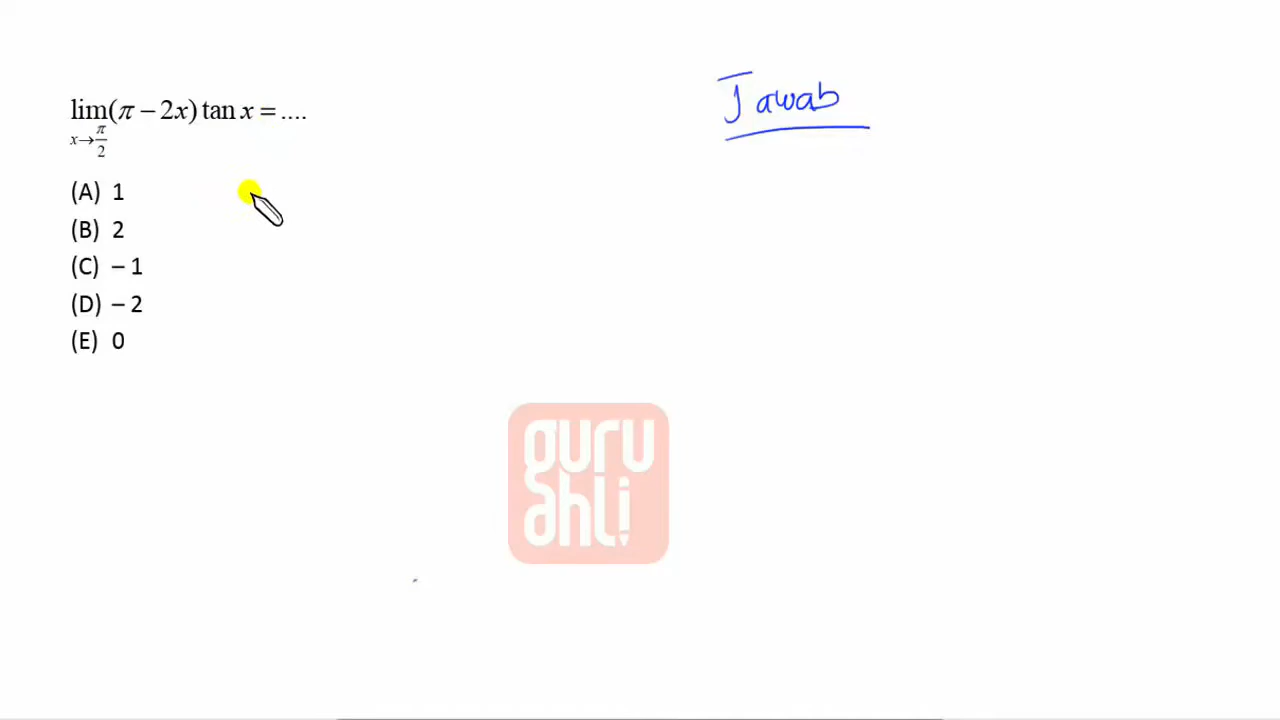 lim(π − 2x) tan x = ....
x→π/2
(A) 1
(B) 2
(C) – 1
(D) – 2
(E) 0
Jawab
guru
ahli